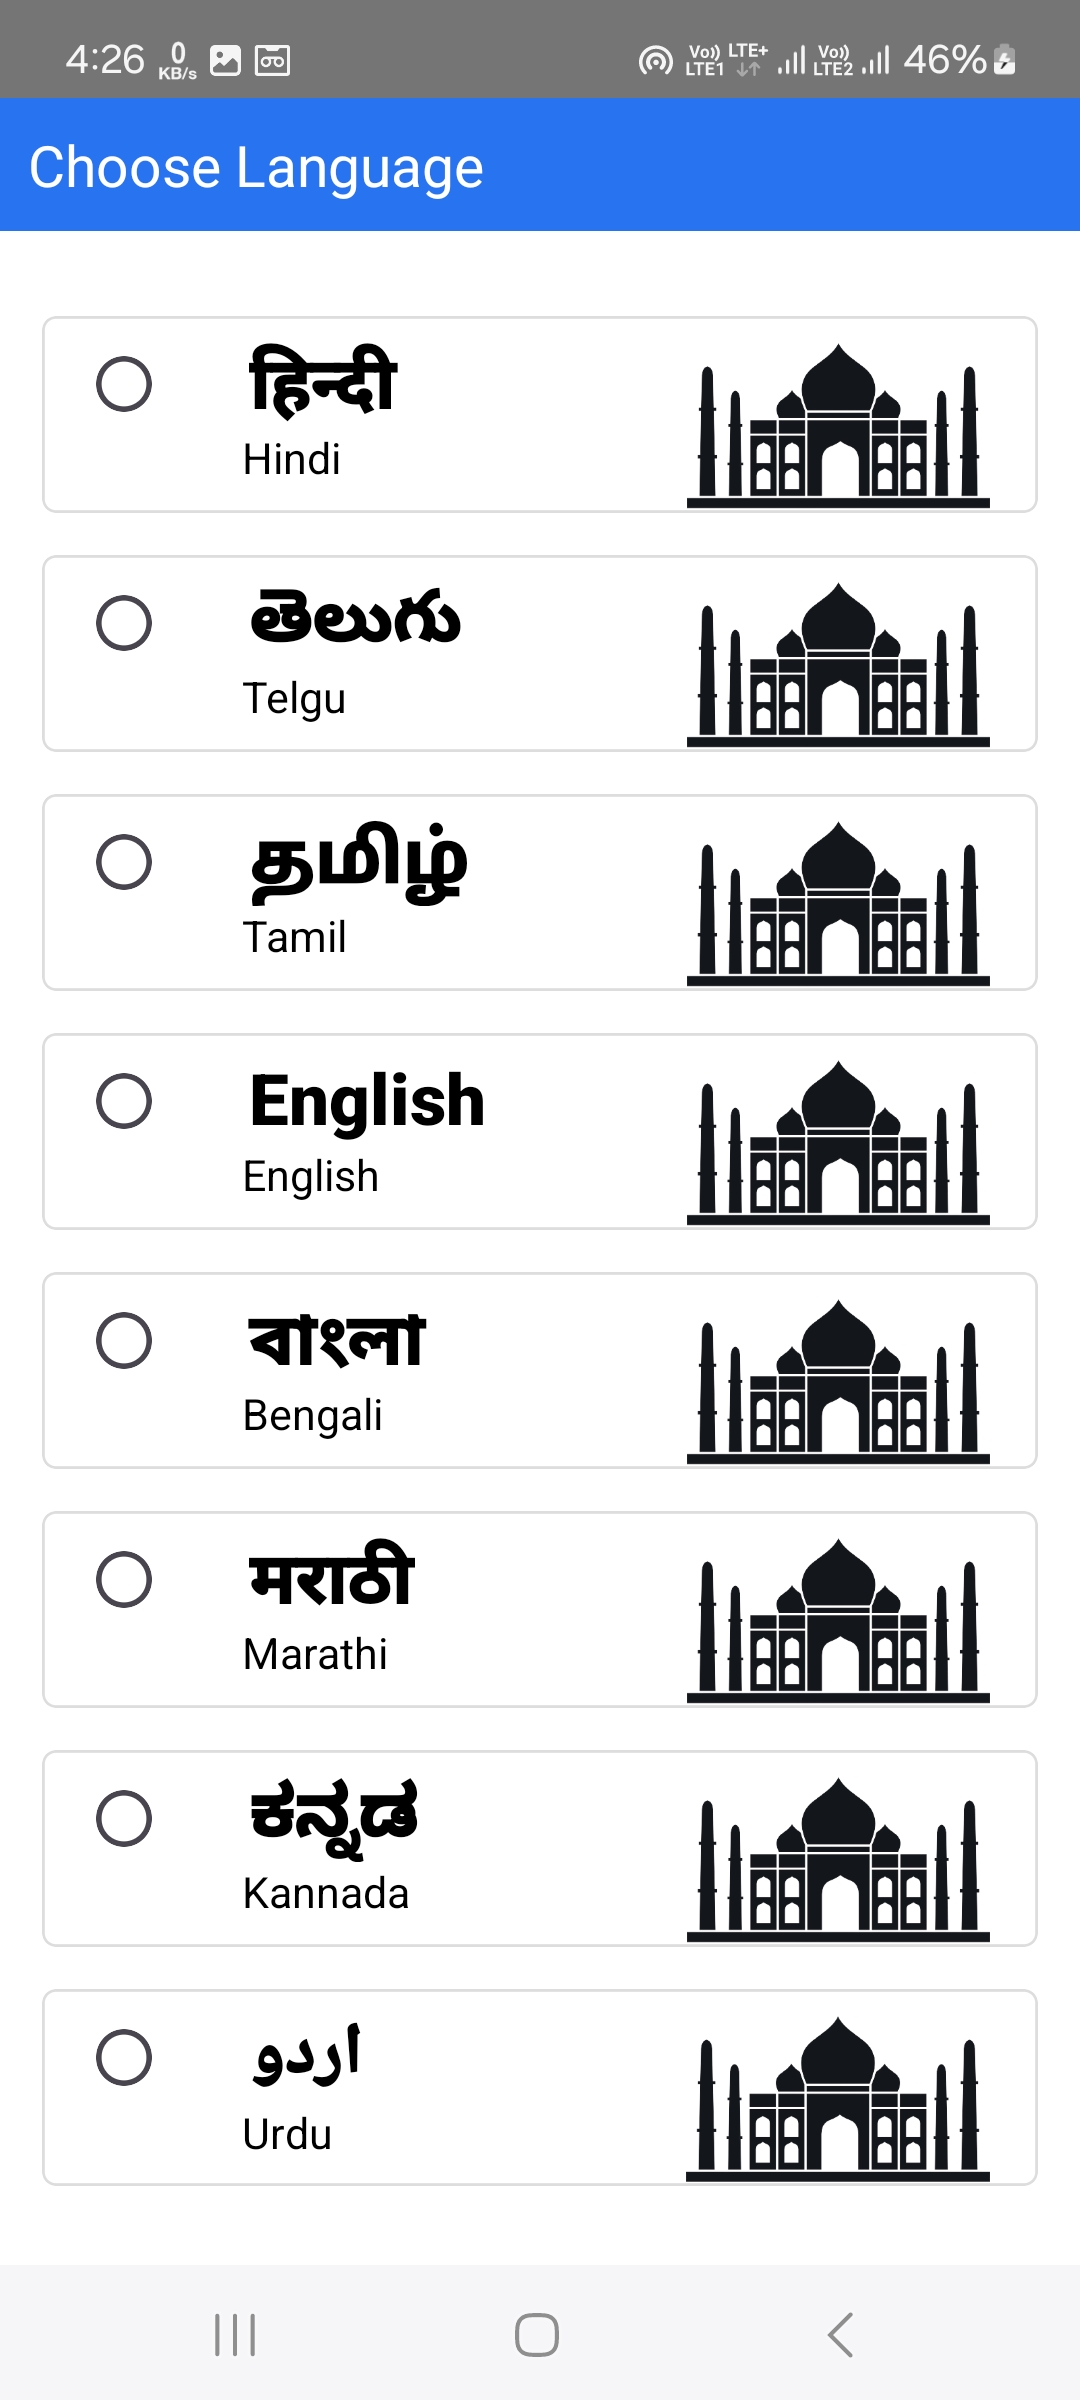 4:26 0 KB/s Vo)) LTE1 LTE+ Vo)) LTE2 46%
Choose Language
हिन्दी
Hindi
తెలుగు
Telgu
தமிழ்
Tamil
English
English
বাংলা
Bengali
मराठी
Marathi
ಕನ್ನಡ
Kannada
اردو
Urdu